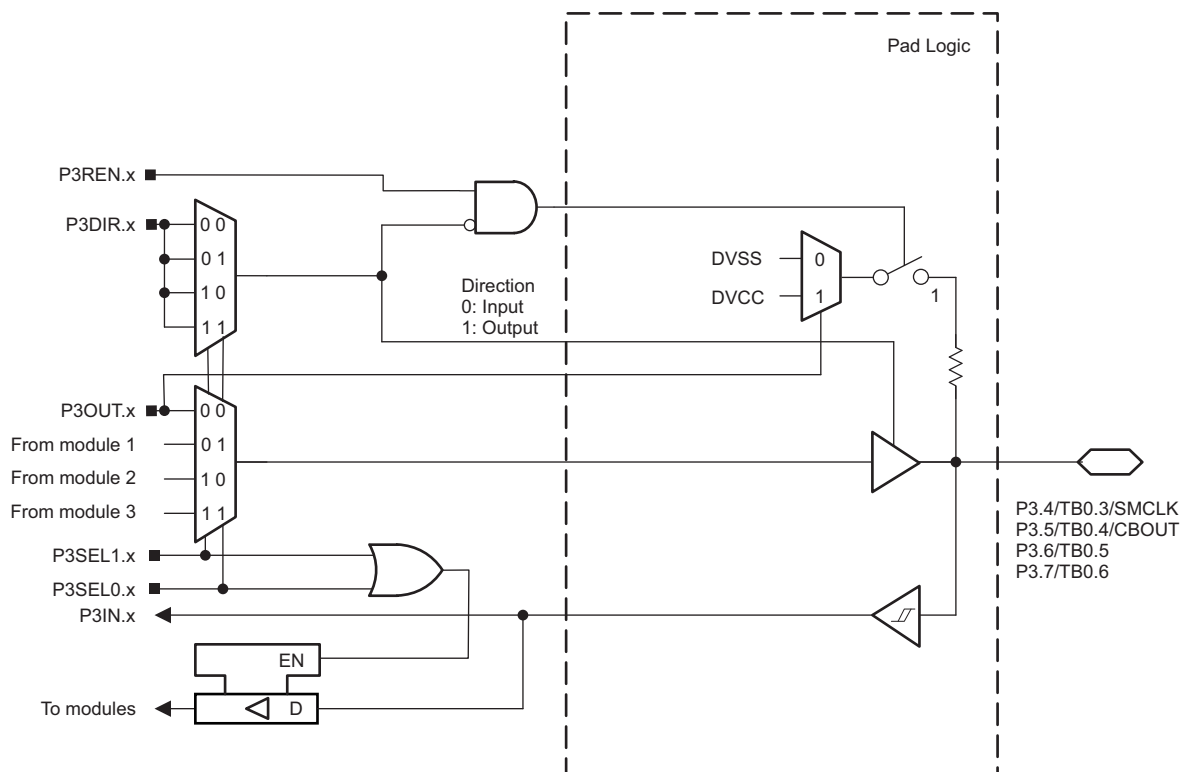 Pad Logic
P3REN.x
P3DIR.x
0 0
0 1
1 0
1 1
DVSS
0
DVCC
1
1
Direction
0: Input
1: Output
P3OUT.x
0 0
From module 1
0 1
From module 2
1 0
From module 3
1 1
P3.4/TB0.3/SMCLK
P3.5/TB0.4/CBOUT
P3.6/TB0.5
P3.7/TB0.6
P3SEL1.x
P3SEL0.x
P3IN.x
EN
To modules
D